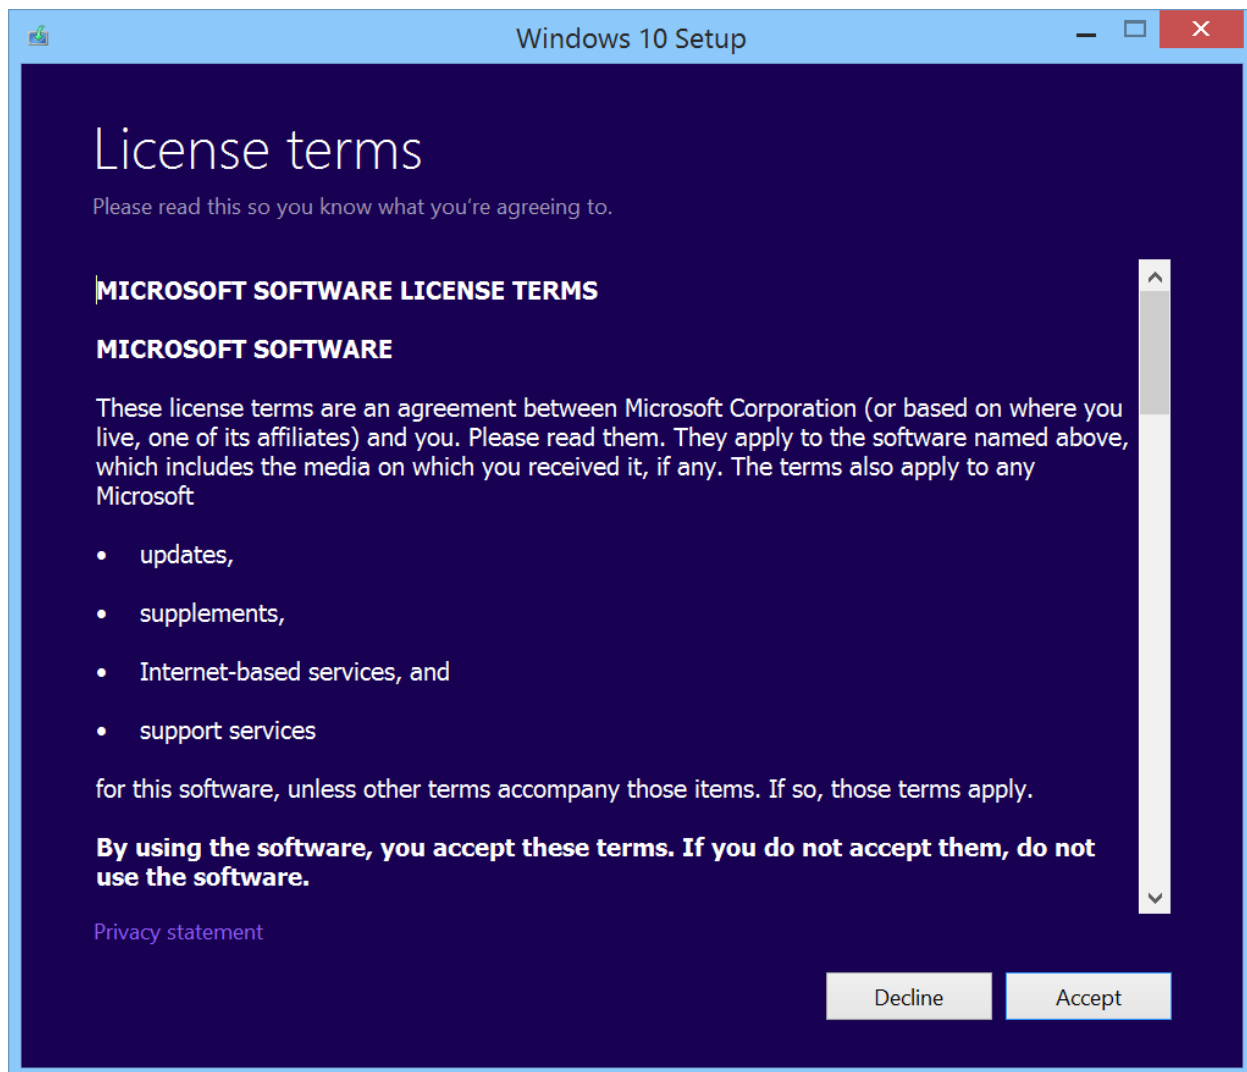 Windows 10 Setup
License terms
Please read this so you know what you're agreeing to.
MICROSOFT SOFTWARE LICENSE TERMS
MICROSOFT SOFTWARE
These license terms are an agreement between Microsoft Corporation (or based on where you
live, one of its affiliates) and you. Please read them. They apply to the software named above,
which includes the media on which you received it, if any. The terms also apply to any
Microsoft
• updates,
• supplements,
• Internet-based services, and
• support services
for this software, unless other terms accompany those items. If so, those terms apply.
By using the software, you accept these terms. If you do not accept them, do not
use the software.
Privacy statement
Decline
Accept